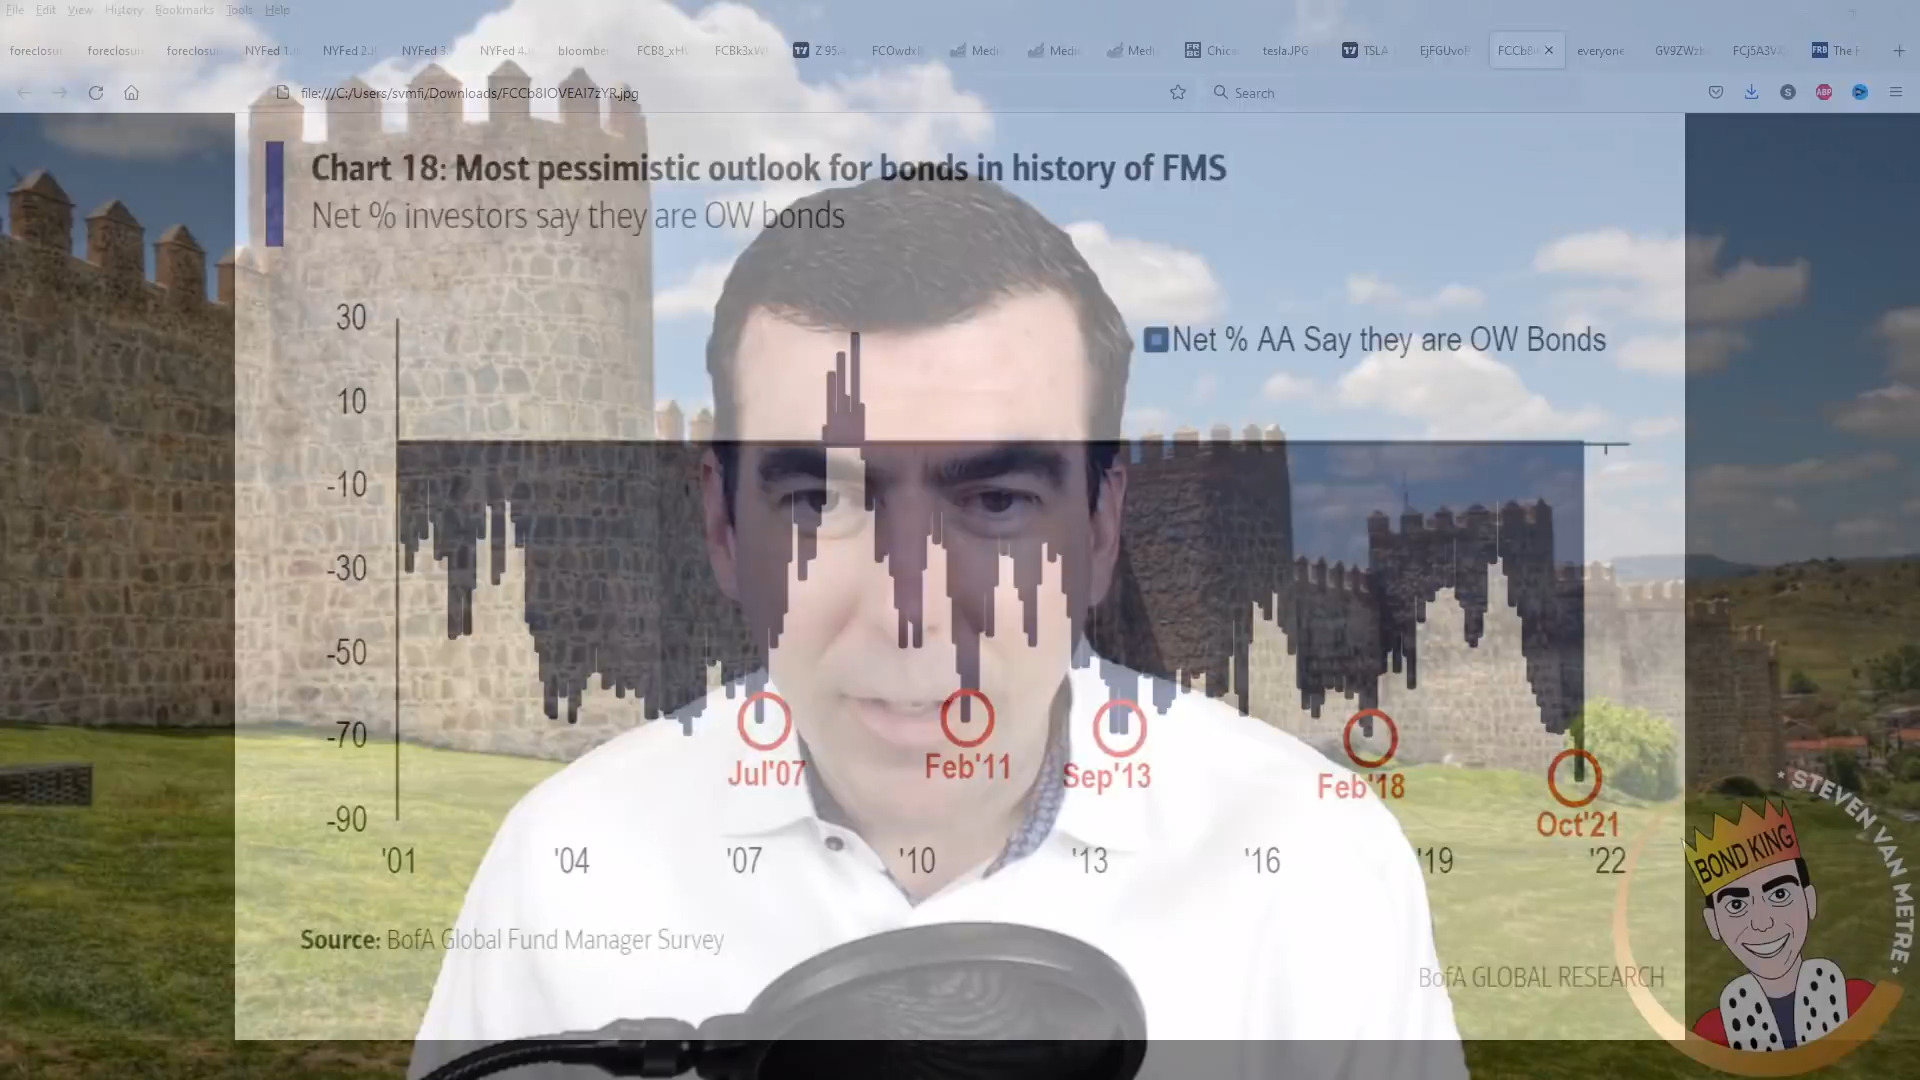 File Edit View History Bookmarks Tools Help
foreclosur foreclosur foreclosur NYFed 1. NYFed 2. NYFed 3. NYFed 4. bloomber FCB8_xH FCBk3xW Z 95. FCOwdx Medi Medi Medi Chica tesla.JPG TSLA EjFGUvoF FCCb8 everyone GV9ZWz FCj5A3V The
file:///C:/Users/svmfi/Downloads/FCCb8IOVEAI7zYR.jpg Search
Chart 18: Most pessimistic outlook for bonds in history of FMS
Net % investors say they are OW bonds
Net % AA Say they are OW Bonds
30
10
-10
-30
-50
-70
-90
Jul'07 Feb'11 Sep'13 Feb'18 Oct'21
'01 '04 '07 '10 '13 '16 '19 '22
Source: BofA Global Fund Manager Survey
BofA GLOBAL RESEARCH
BOND KING
STEVEN VAN METRE